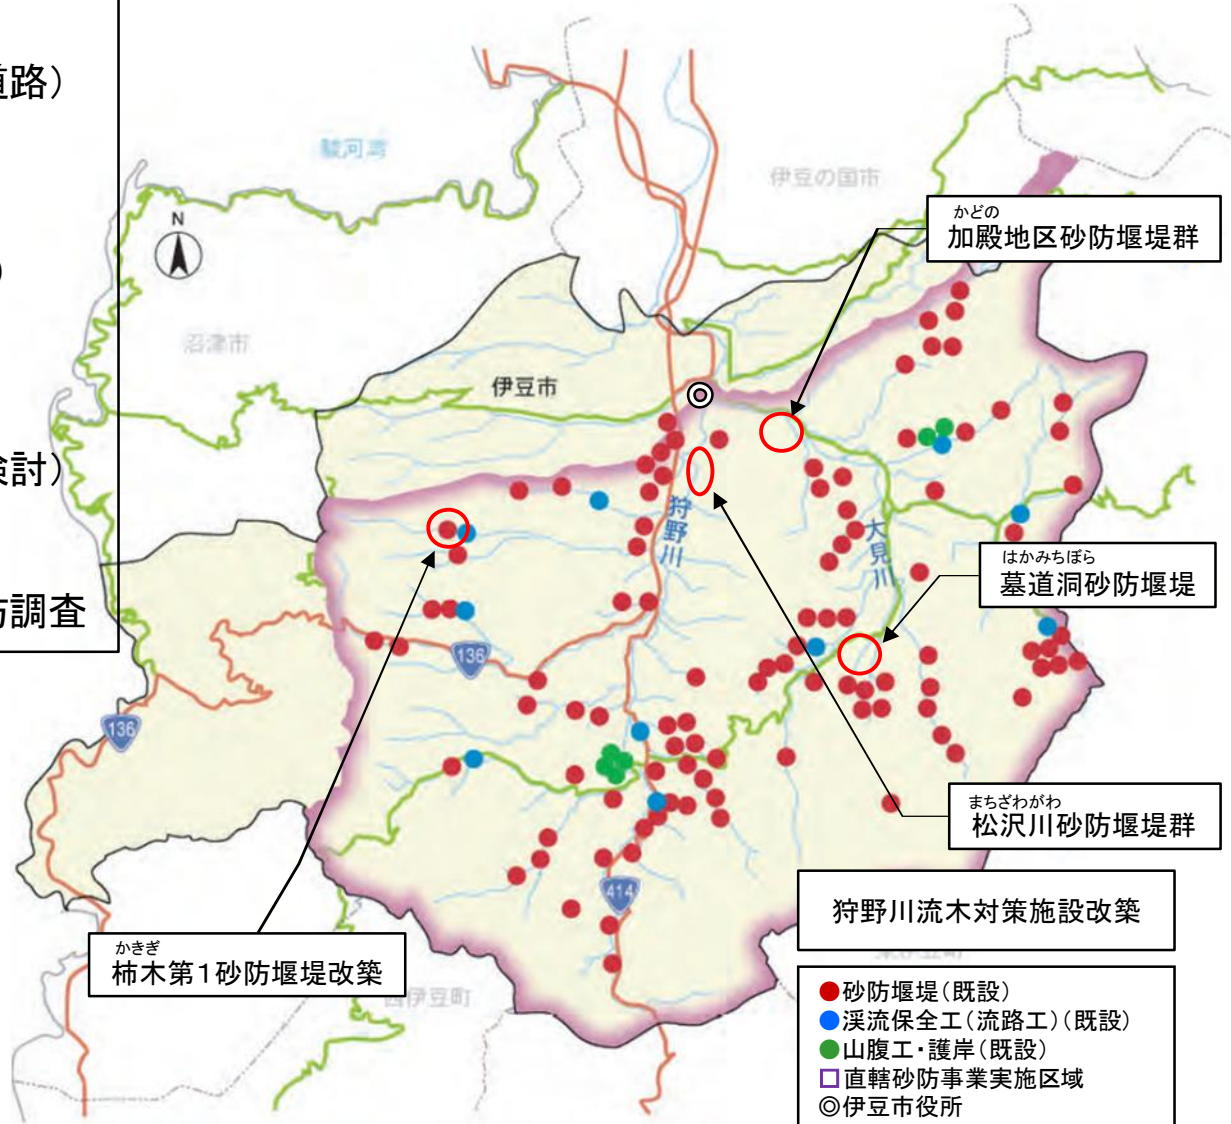 道路）
）
検討）
防調査
駿河湾
伊豆の国市
N
沼津市
伊豆市
かどの
加殿地区砂防堰堤群
狩野川
大見川
はかみちぼら
墓道洞砂防堰堤
136
136
まちざわがわ
松沢川砂防堰堤群
414
狩野川流木対策施設改築
かきぎ
柿木第1砂防堰堤改築
西伊豆町
東伊豆町
●砂防堰堤（既設）
●渓流保全工（流路工）（既設）
●山腹工・護岸（既設）
□直轄砂防事業実施区域
◎伊豆市役所